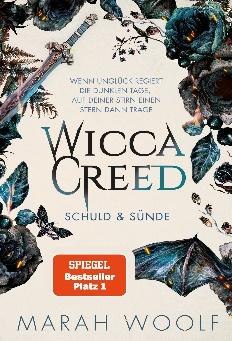 WENN UNGLÜCK REGIERT
DIE DUNKLEN TAGE,
AUF DEINER STIRN EINEN
STERN DANN TRAGE
WICCA
CREED
SCHULD & SÜNDE
SPIEGEL
Bestseller
Platz 1
MARAH WOOLF